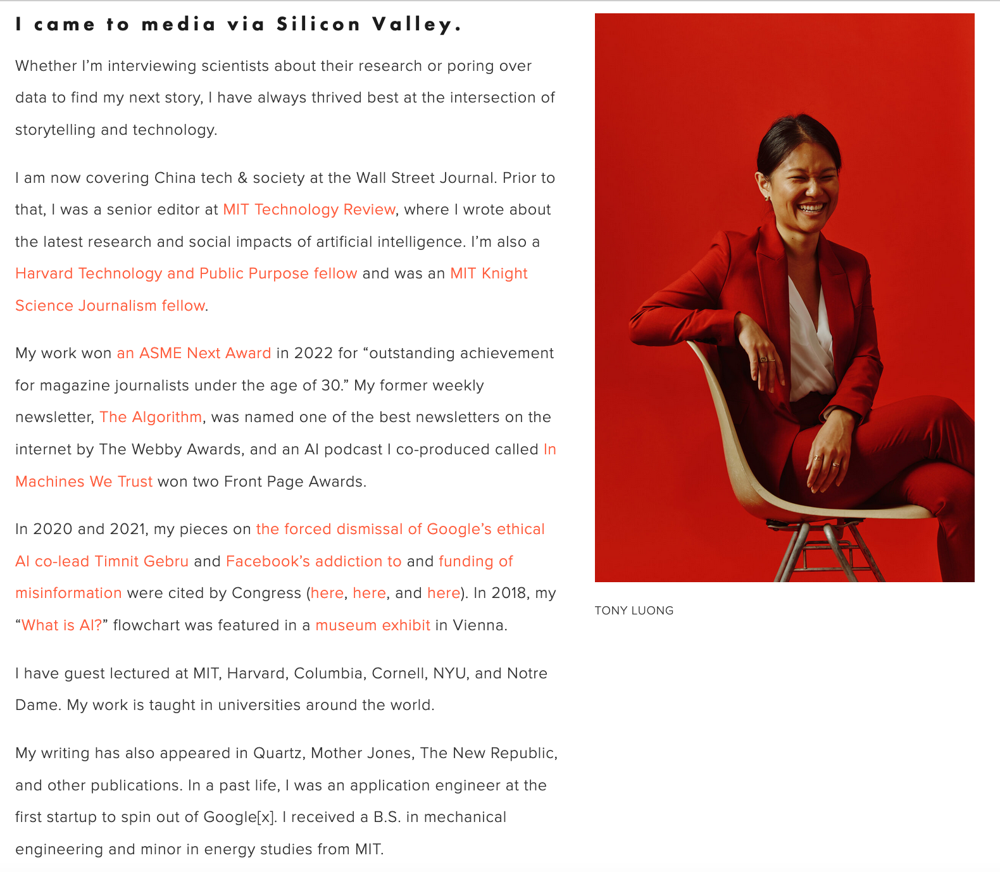 I came to media via Silicon Valley.
Whether I’m interviewing scientists about their research or poring over
data to find my next story, I have always thrived best at the intersection of
storytelling and technology.
I am now covering China tech & society at the Wall Street Journal. Prior to
that, I was a senior editor at MIT Technology Review, where I wrote about
the latest research and social impacts of artificial intelligence. I’m also a
Harvard Technology and Public Purpose fellow and was an MIT Knight
Science Journalism fellow.
My work won an ASME Next Award in 2022 for “outstanding achievement
for magazine journalists under the age of 30.” My former weekly
newsletter, The Algorithm, was named one of the best newsletters on the
internet by The Webby Awards, and an AI podcast I co-produced called In
Machines We Trust won two Front Page Awards.
In 2020 and 2021, my pieces on the forced dismissal of Google’s ethical
AI co-lead Timnit Gebru and Facebook’s addiction to and funding of
misinformation were cited by Congress (here, here, and here). In 2018, my
“What is AI?” flowchart was featured in a museum exhibit in Vienna.
I have guest lectured at MIT, Harvard, Columbia, Cornell, NYU, and Notre
Dame. My work is taught in universities around the world.
My writing has also appeared in Quartz, Mother Jones, The New Republic,
and other publications. In a past life, I was an application engineer at the
first startup to spin out of Google[x]. I received a B.S. in mechanical
engineering and minor in energy studies from MIT.
TONY LUONG